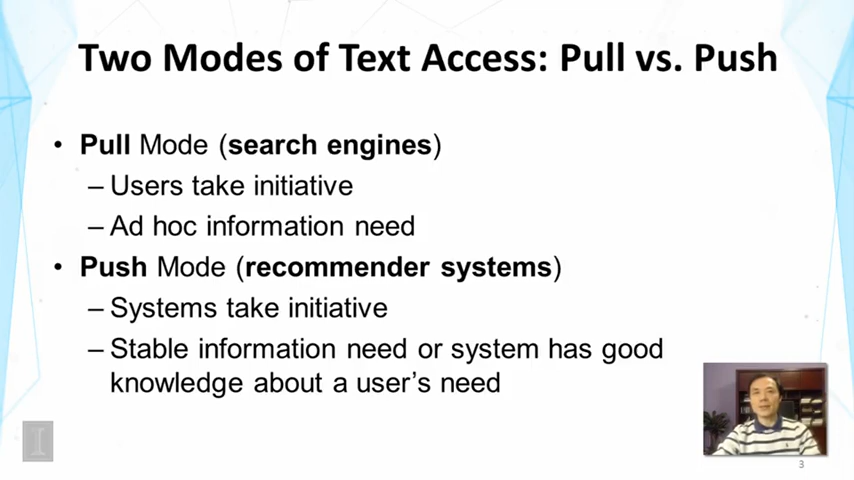 Two Modes of Text Access: Pull vs. Push
• Pull Mode (search engines)
– Users take initiative
– Ad hoc information need
• Push Mode (recommender systems)
– Systems take initiative
– Stable information need or system has good
knowledge about a user's need
I
3